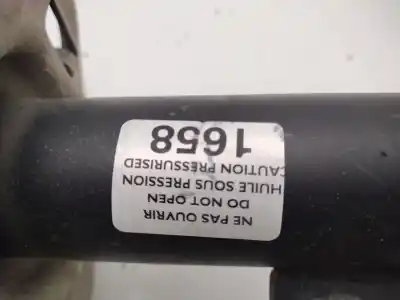 NE PAS OUVRIR
DO NOT OPEN
HUILE SOUS PRESSION
CAUTION PRESSURISED
1658